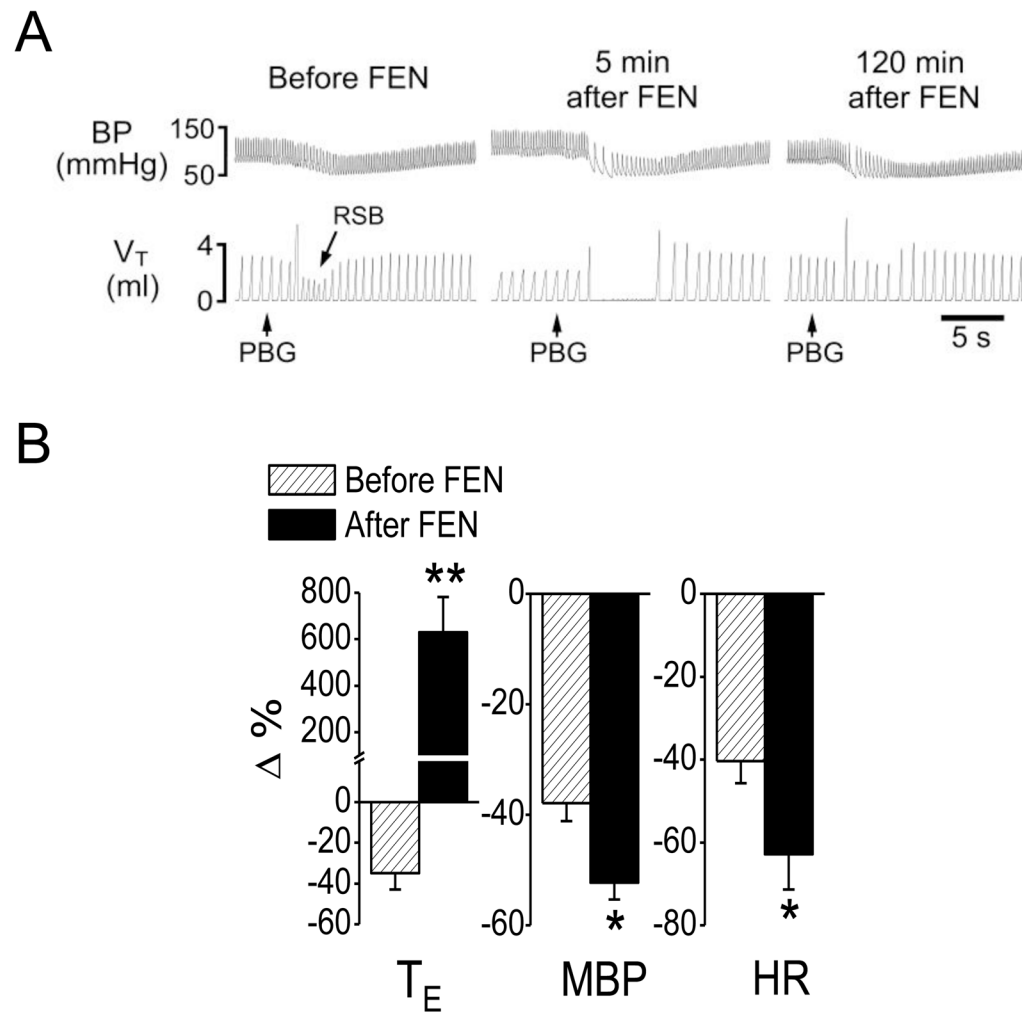 A
Before FEN
5 min
after FEN
120 min
after FEN
BP
(mmHg)
150
50
RSB
V_T
(ml)
4
0
PBG
PBG
PBG
5 s
B
Before FEN
After FEN
Δ %
800
600
400
200
0
-20
-40
-60
**
T_E
0
-20
-40
-60
*
MBP
0
-20
-40
-60
-80
*
HR